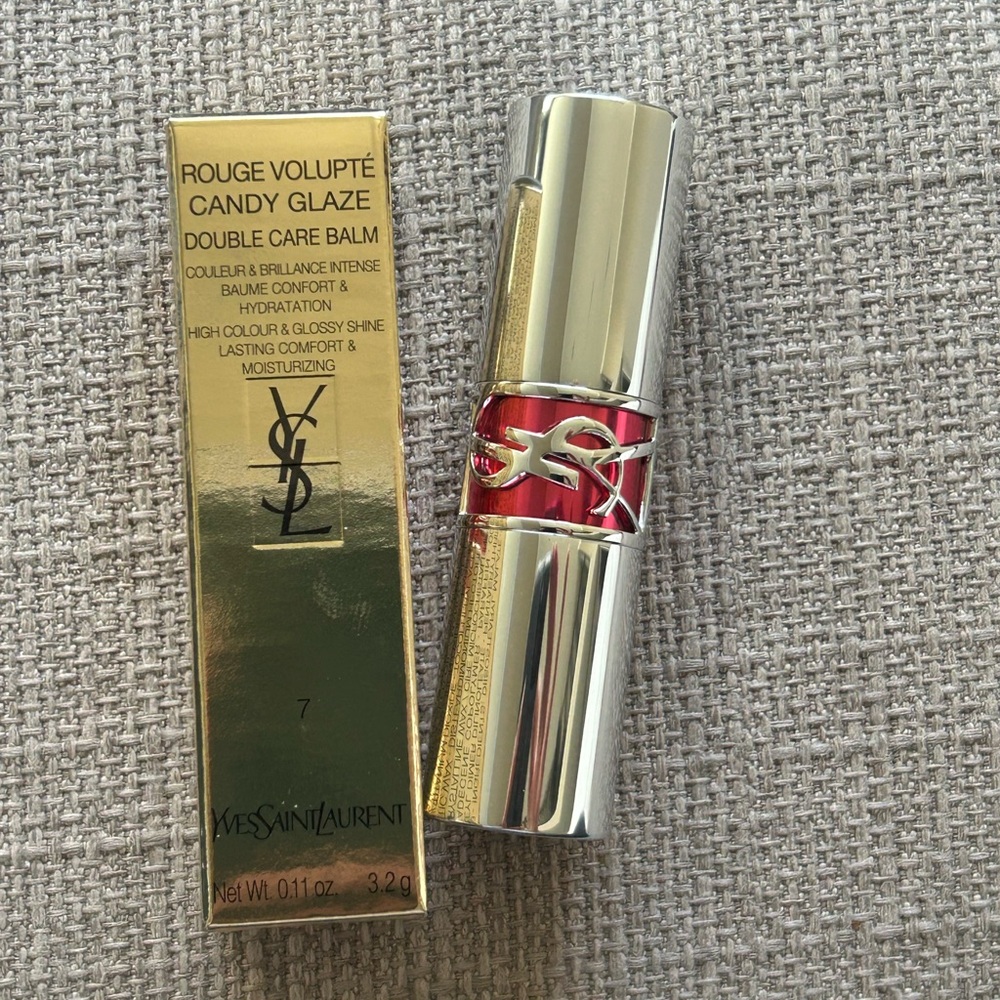 ROUGE VOLUPTÉ
CANDY GLAZE
DOUBLE CARE BALM
COULEUR & BRILLANCE INTENSE
BAUME CONFORT &
HYDRATATION
HIGH COLOUR & GLOSSY SHINE
LASTING COMFORT &
MOISTURIZING
YSL
7
YVESSAINTLAURENT
Net Wt. 0.11 oz. 3.2 g